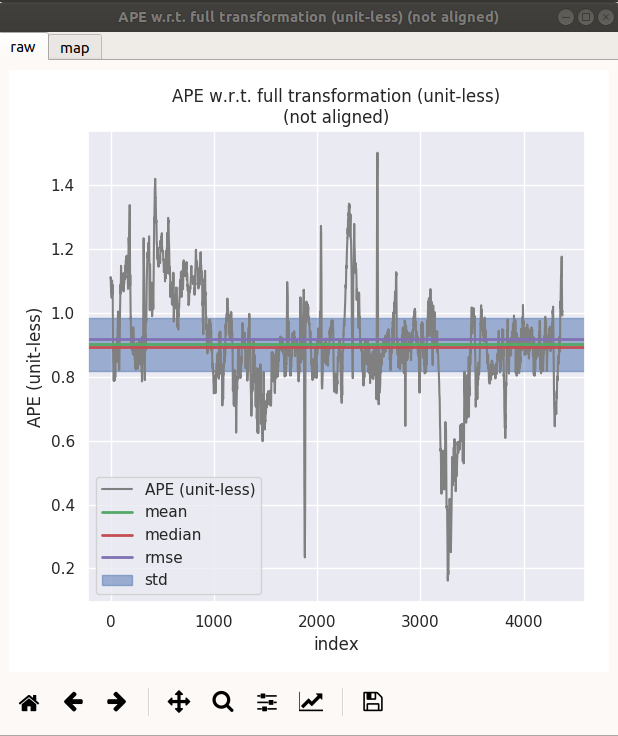 APE w.r.t. full transformation (unit-less) (not aligned)
raw
map
APE w.r.t. full transformation (unit-less)
(not aligned)
APE (unit-less)
1.4
1.2
1.0
0.8
0.6
0.4
0.2
APE (unit-less)
mean
median
rmse
std
0
1000
2000
3000
4000
index